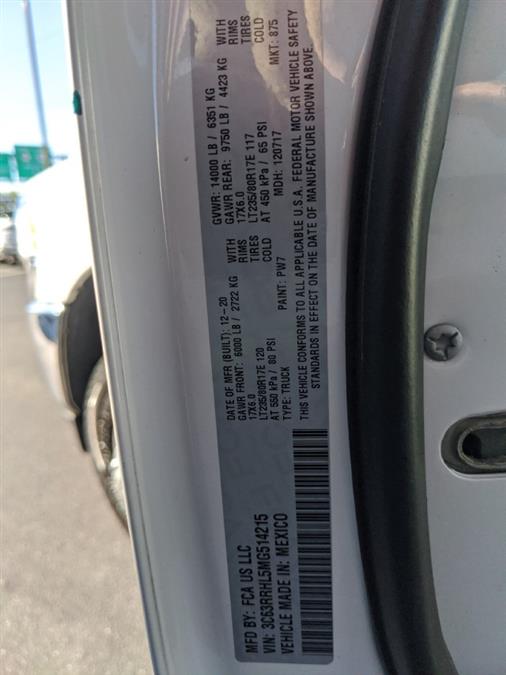 MFD BY: FCA US LLC
VIN: 3C63RRHL5MG514215
VEHICLE MADE IN: MEXICO
DATE OF MFR (BUILT): 12-20
GAWR FRONT: 6000 LB / 2722 KG WITH
17X6.0 RIMS
LT235/80R17E 120 TIRES
AT 550 kPa / 80 PSI COLD
TYPE: TRUCK PAINT: PW7
GVWR: 14000 LB / 6351 KG
GAWR REAR: 9750 LB / 4423 KG WITH
17X6.0 RIMS
LT235/80R17E 117 TIRES
AT 450 kPa / 65 PSI COLD
MDH: 120717 MKT: 875
THIS VEHICLE CONFORMS TO ALL APPLICABLE U.S.A. FEDERAL MOTOR VEHICLE SAFETY
STANDARDS IN EFFECT ON THE DATE OF MANUFACTURE SHOWN ABOVE.